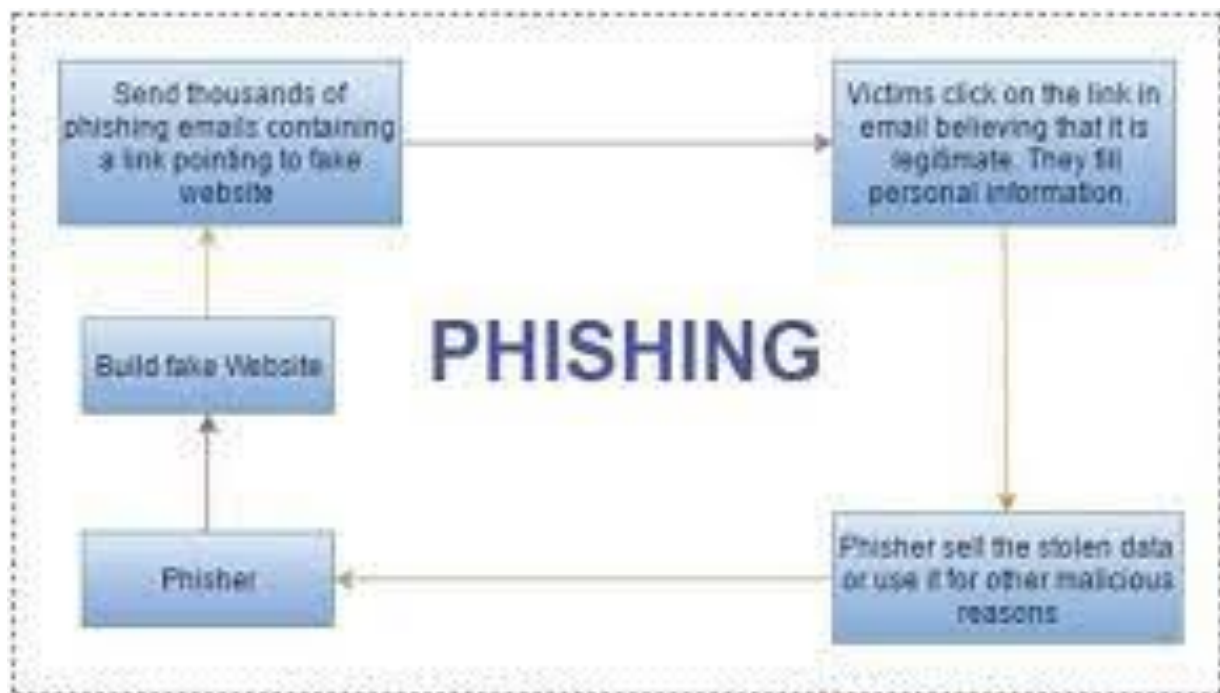 Send thousands of
phishing emails containing
a link pointing to fake
website
Victims click on the link in
email believing that it is
legitimate. They fill
personal information.
Build fake Website
PHISHING
Phisher
Phisher sell the stolen data
or use it for other malicious
reasons